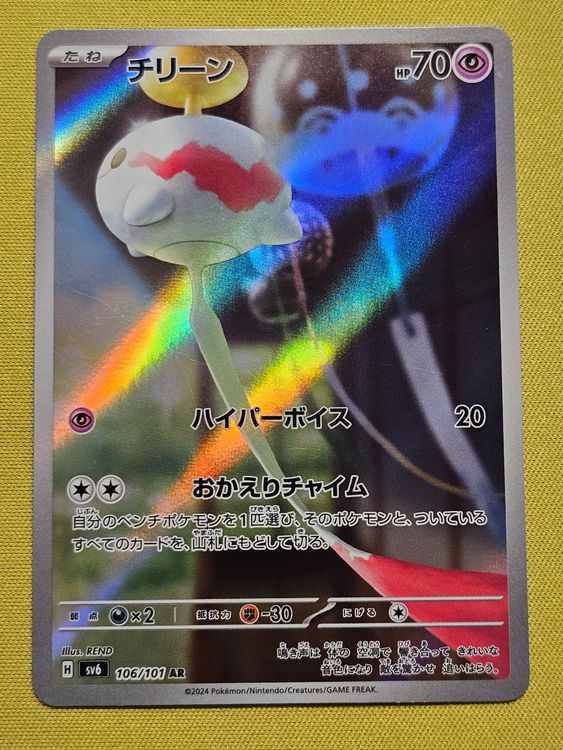 たね
チリーン
HP70
ハイパーボイス 20
おかえりチャイム
自分のベンチポケモンを1匹選び、そのポケモンと、ついている
すべてのカードを、山札にもどして切る。
弱点 ×2 抵抗力 -30 にげる
Illus. REND
H sv6 106/101 AR
鳴き声は 体の 空洞で 響き合って きれいな
音色になり 敵を驚かせ 追いはらう。
©2024 Pokémon/Nintendo/Creatures/GAME FREAK.